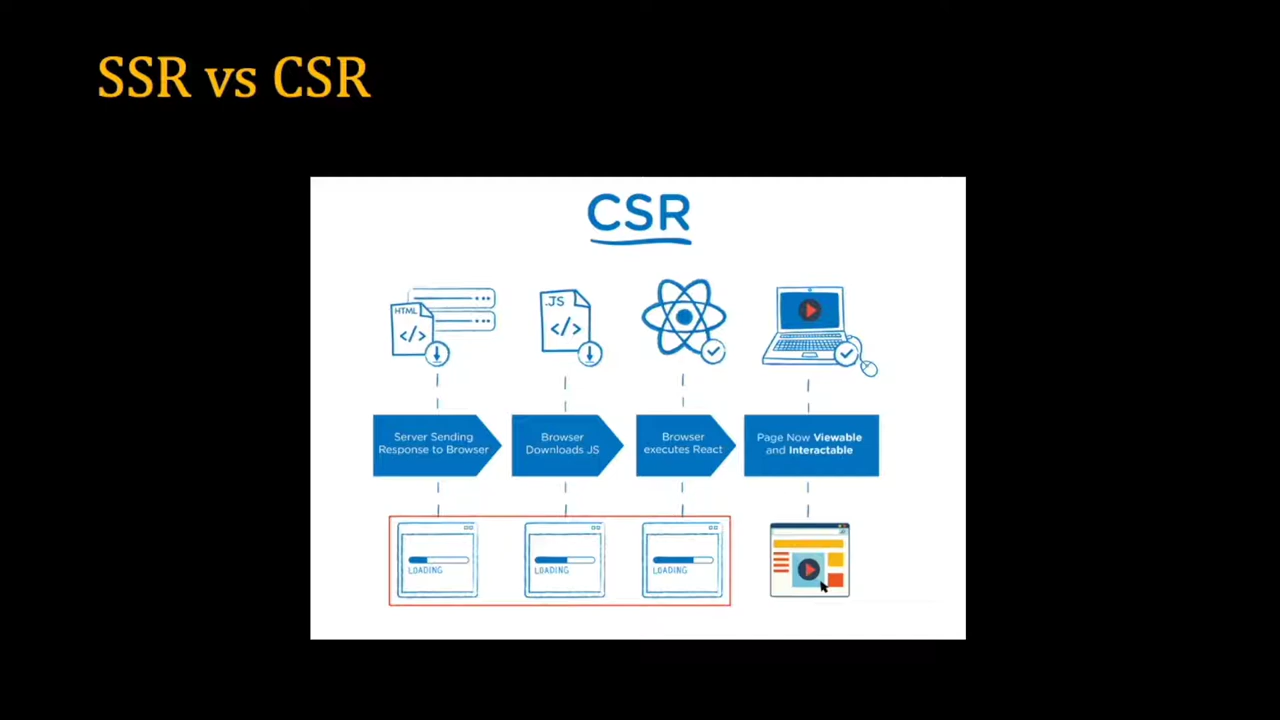 SSR vs CSR
CSR
HTML
</>
.JS
</>
Server Sending
Response to Browser
Browser
Downloads JS
Browser
executes React
Page Now Viewable
and Interactable
LOADING
LOADING
LOADING